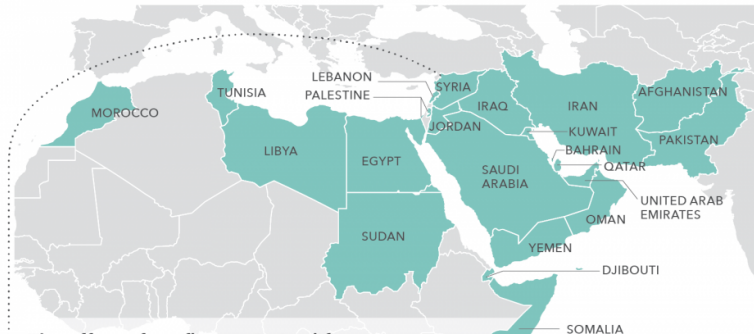 LEBANON
SYRIA
TUNISIA
PALESTINE
AFGHANISTAN
IRAQ
IRAN
MOROCCO
JORDAN
KUWAIT
PAKISTAN
LIBYA
BAHRAIN
EGYPT
QATAR
SAUDI
ARABIA
UNITED ARAB
EMIRATES
OMAN
SUDAN
YEMEN
DJIBOUTI
SOMALIA